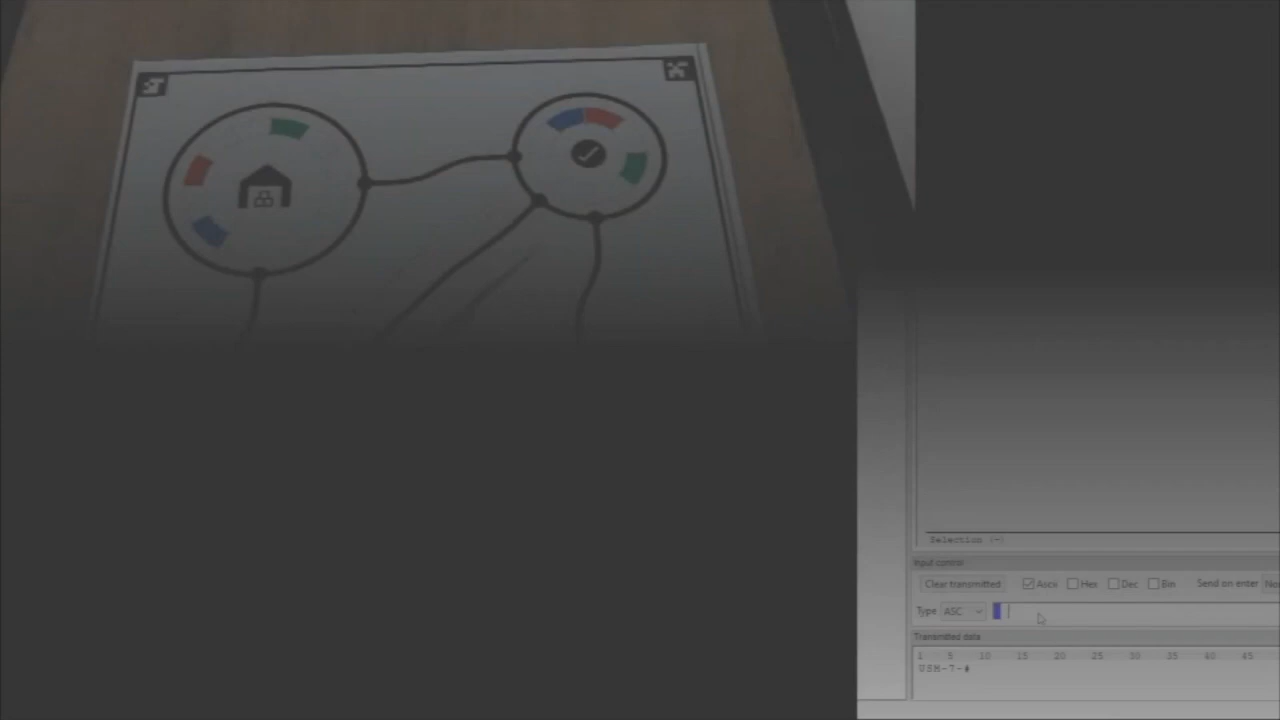 Selection (-)
Input control
Clear transmitted Ascii Hex Dec Bin Send on enter
Type ASC
Transmitted data
1 5 10 15 20 25 30 35 40 45
USM-7-#